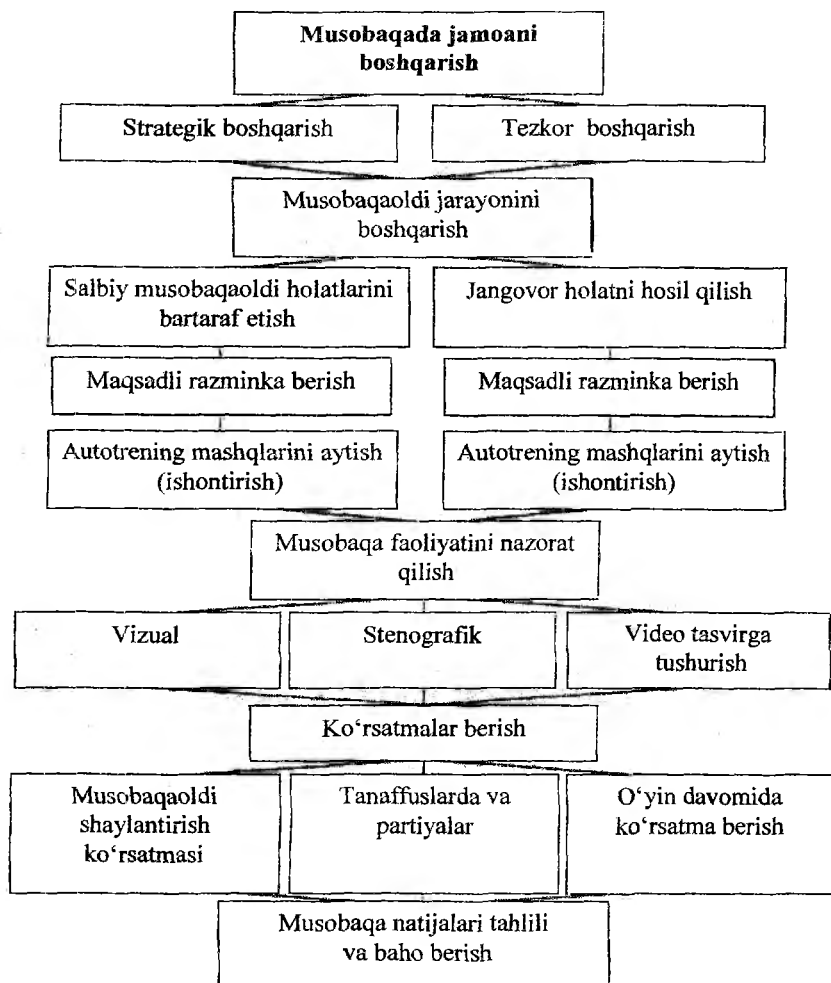 Musobaqada jamoani
boshqarish
Strategik boshqarish
Tezkor boshqarish
Musobaqaoldi jarayonini
boshqarish
Salbiy musobaqaoldi holatlarini
bartaraf etish
Jangovor holatni hosil qilish
Maqsadli razminka berish
Maqsadli razminka berish
Autotrening mashqlarini aytish
(ishontirish)
Autotrening mashqlarini aytish
(ishontirish)
Musobaqa faoliyatini nazorat
qilish
Vizual
Stenografik
Video tasvirga
tushurish
Ko‘rsatmalar berish
Musobaqaoldi
shaylantirish
ko‘rsatmasi
Tanaffuslarda va
partiyalar
O‘yin davomida
ko‘rsatma berish
Musobaqa natijalari tahlili
va baho berish